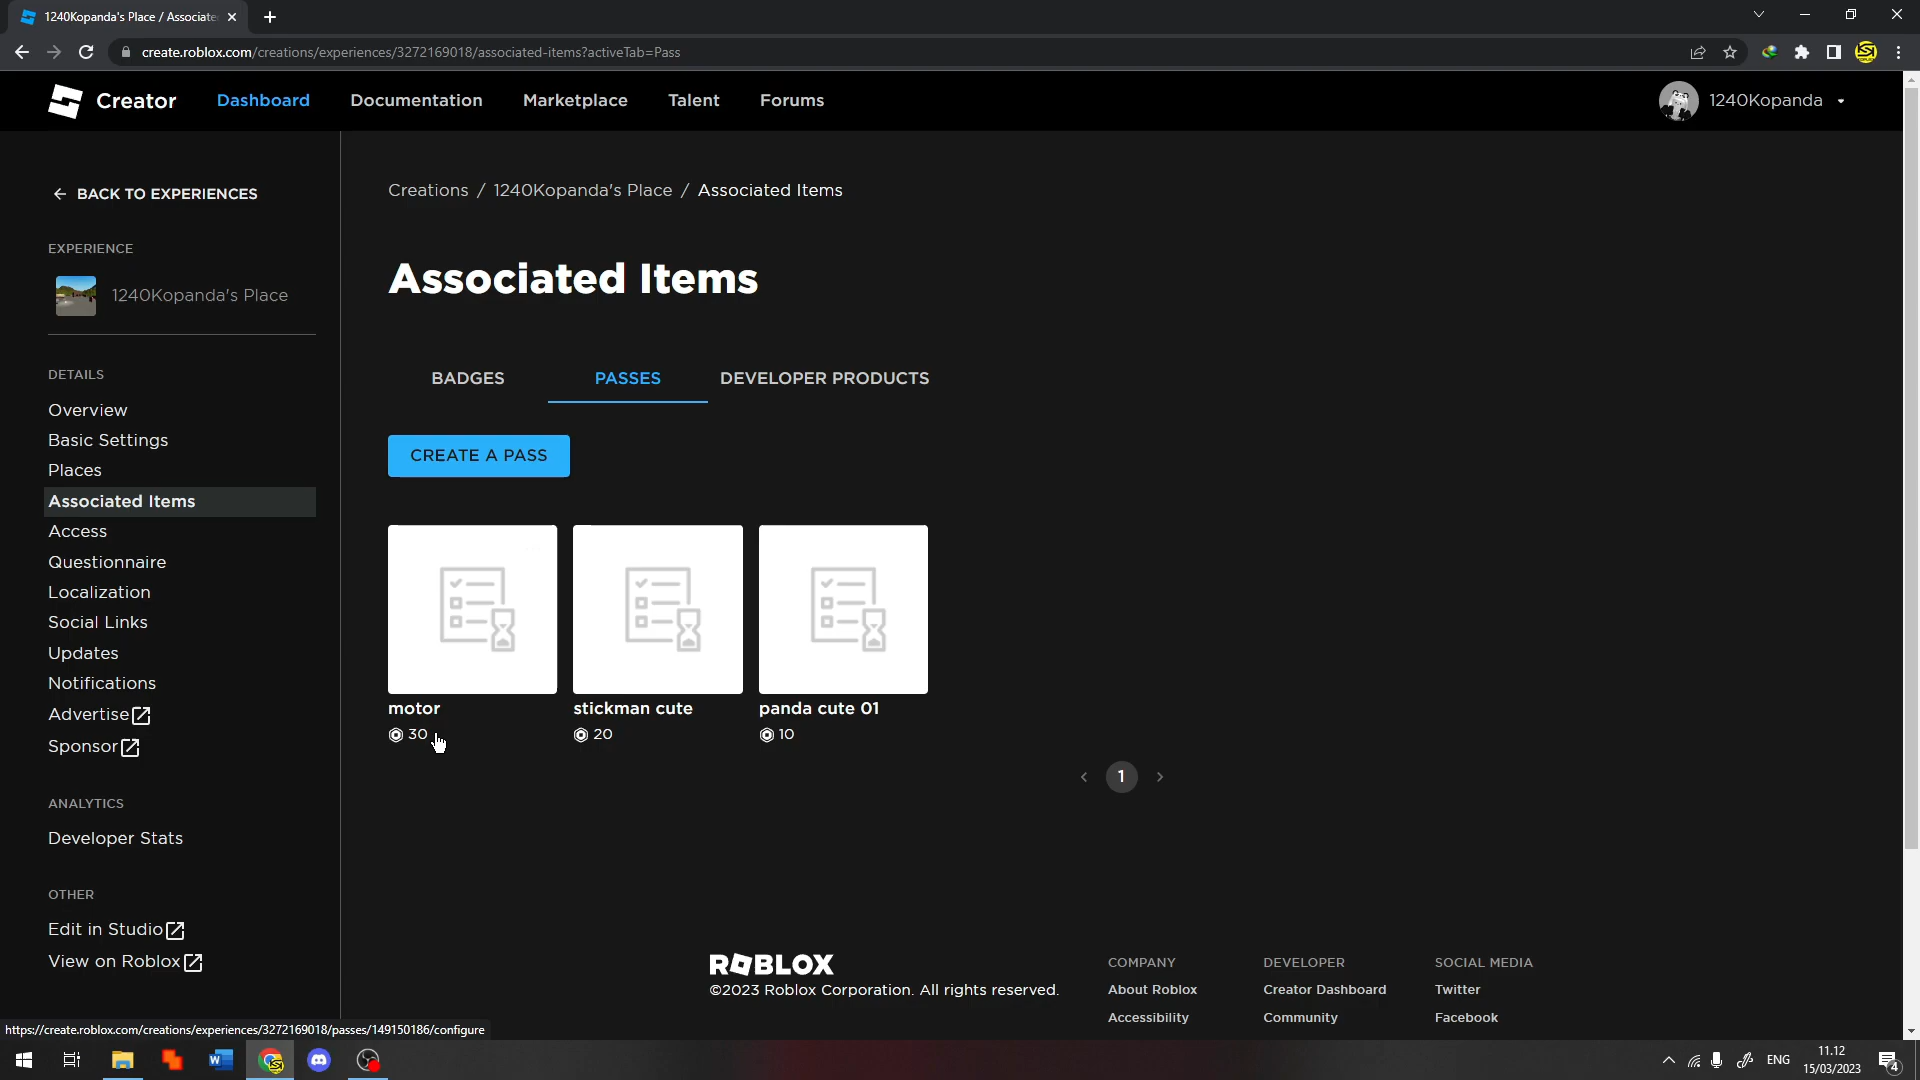 1240Kopanda's Place / Associate
create.roblox.com/creations/experiences/3272169018/associated-items?activeTab=Pass
Creator
Dashboard
Documentation
Marketplace
Talent
Forums
1240Kopanda
BACK TO EXPERIENCES
EXPERIENCE
1240Kopanda's Place
DETAILS
Overview
Basic Settings
Places
Associated Items
Access
Questionnaire
Localization
Social Links
Updates
Notifications
Advertise
Sponsor
ANALYTICS
Developer Stats
OTHER
Edit in Studio
View on Roblox
Creations / 1240Kopanda's Place / Associated Items
Associated Items
BADGES
PASSES
DEVELOPER PRODUCTS
CREATE A PASS
motor
30
stickman cute
20
panda cute 01
10
1
ROBLOX
©2023 Roblox Corporation. All rights reserved.
COMPANY
About Roblox
Accessibility
DEVELOPER
Creator Dashboard
Community
SOCIAL MEDIA
Twitter
Facebook
https://create.roblox.com/creations/experiences/3272169018/passes/149150186/configure
ENG
11.12
15/03/2023
4